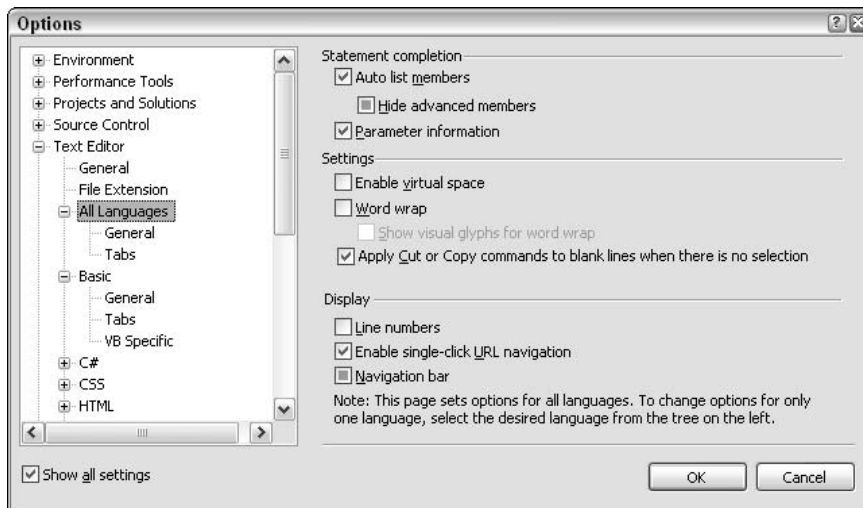 Options
Environment
Performance Tools
Projects and Solutions
Source Control
Text Editor
General
File Extension
All Languages
General
Tabs
Basic
General
Tabs
VB Specific
C#
CSS
HTML
Show all settings
Statement completion
Auto list members
Hide advanced members
Parameter information
Settings
Enable virtual space
Word wrap
Show visual glyphs for word wrap
Apply Cut or Copy commands to blank lines when there is no selection
Display
Line numbers
Enable single-click URL navigation
Navigation bar
Note: This page sets options for all languages. To change options for only
one language, select the desired language from the tree on the left.
OK
Cancel